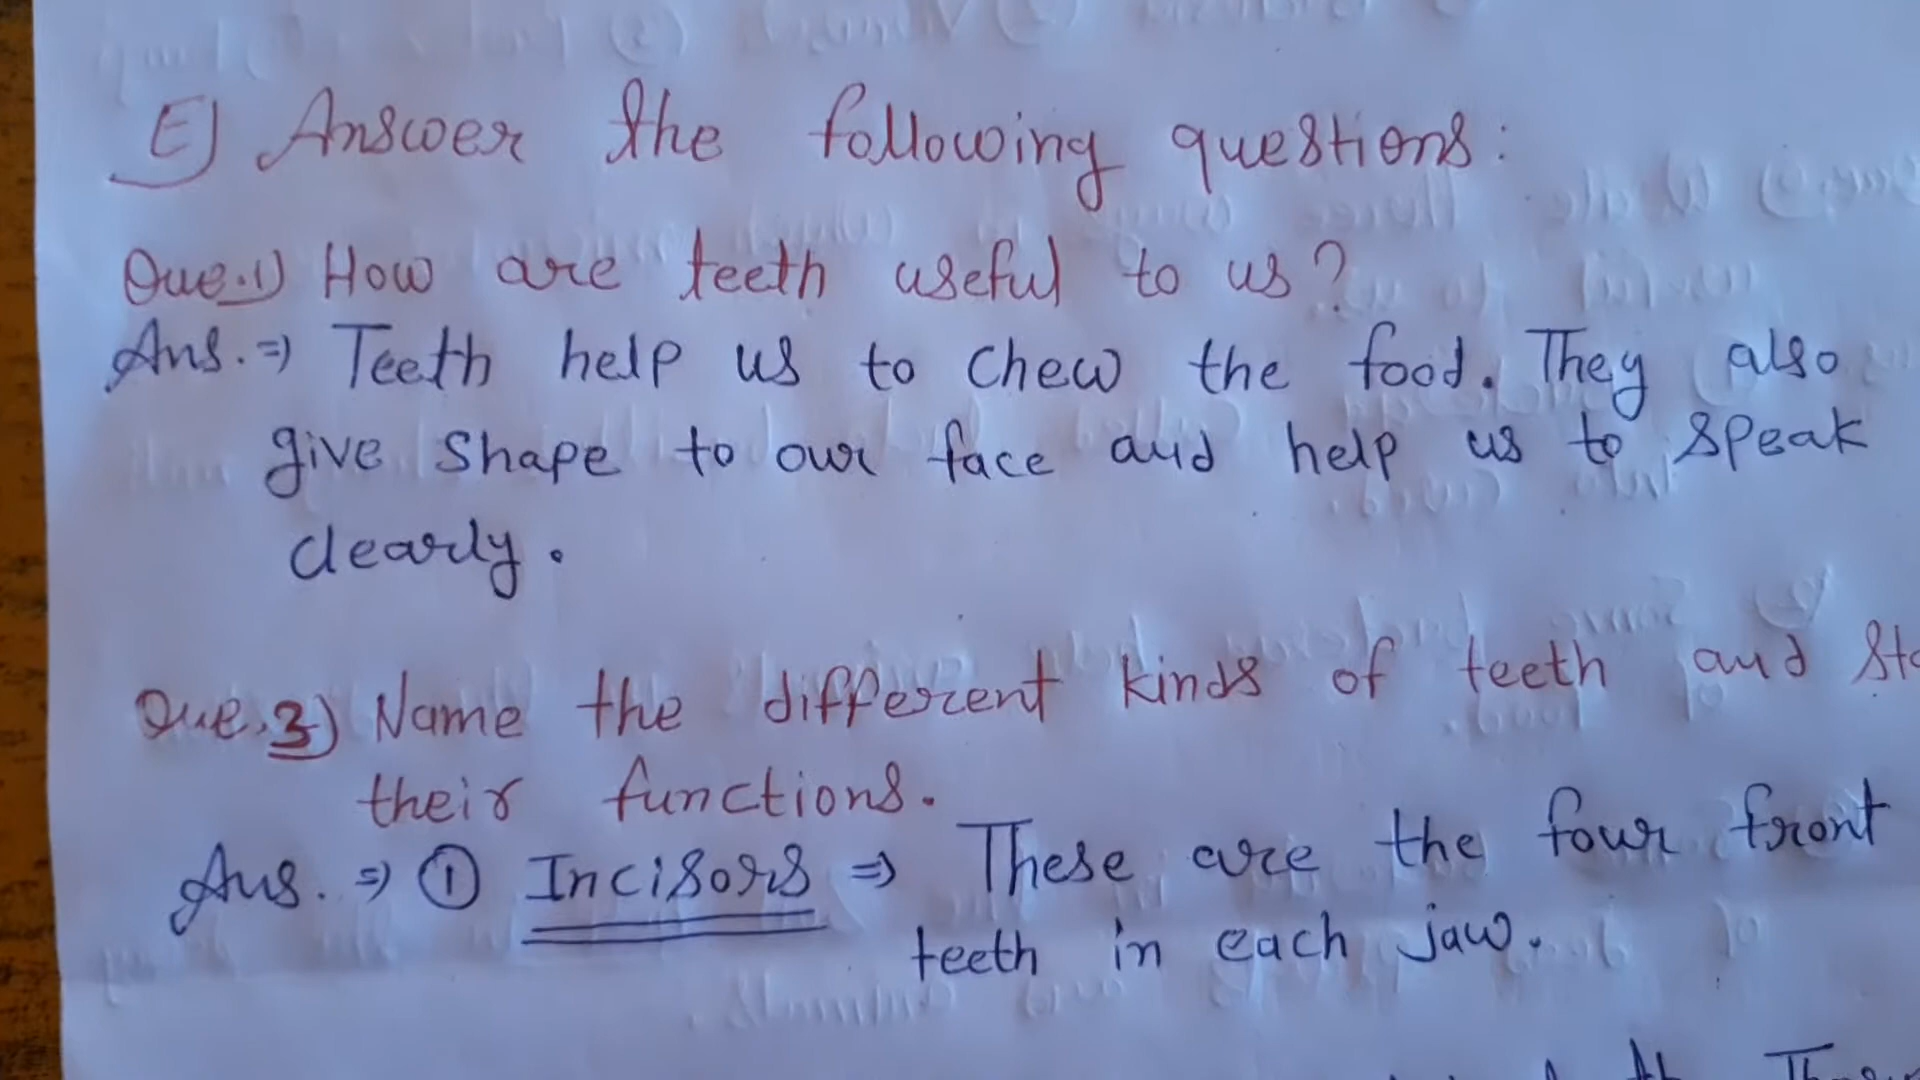 E) Answer the following questions:
Que.1) How are teeth useful to us?
Ans. ⇒ Teeth help us to chew the food. They also
give shape to our face and help us to speak
clearly.
Que.3) Name the different kinds of teeth and
their functions.
Ans. ⇒ ① Incisors ⇒ These are the four front
teeth in each jaw.